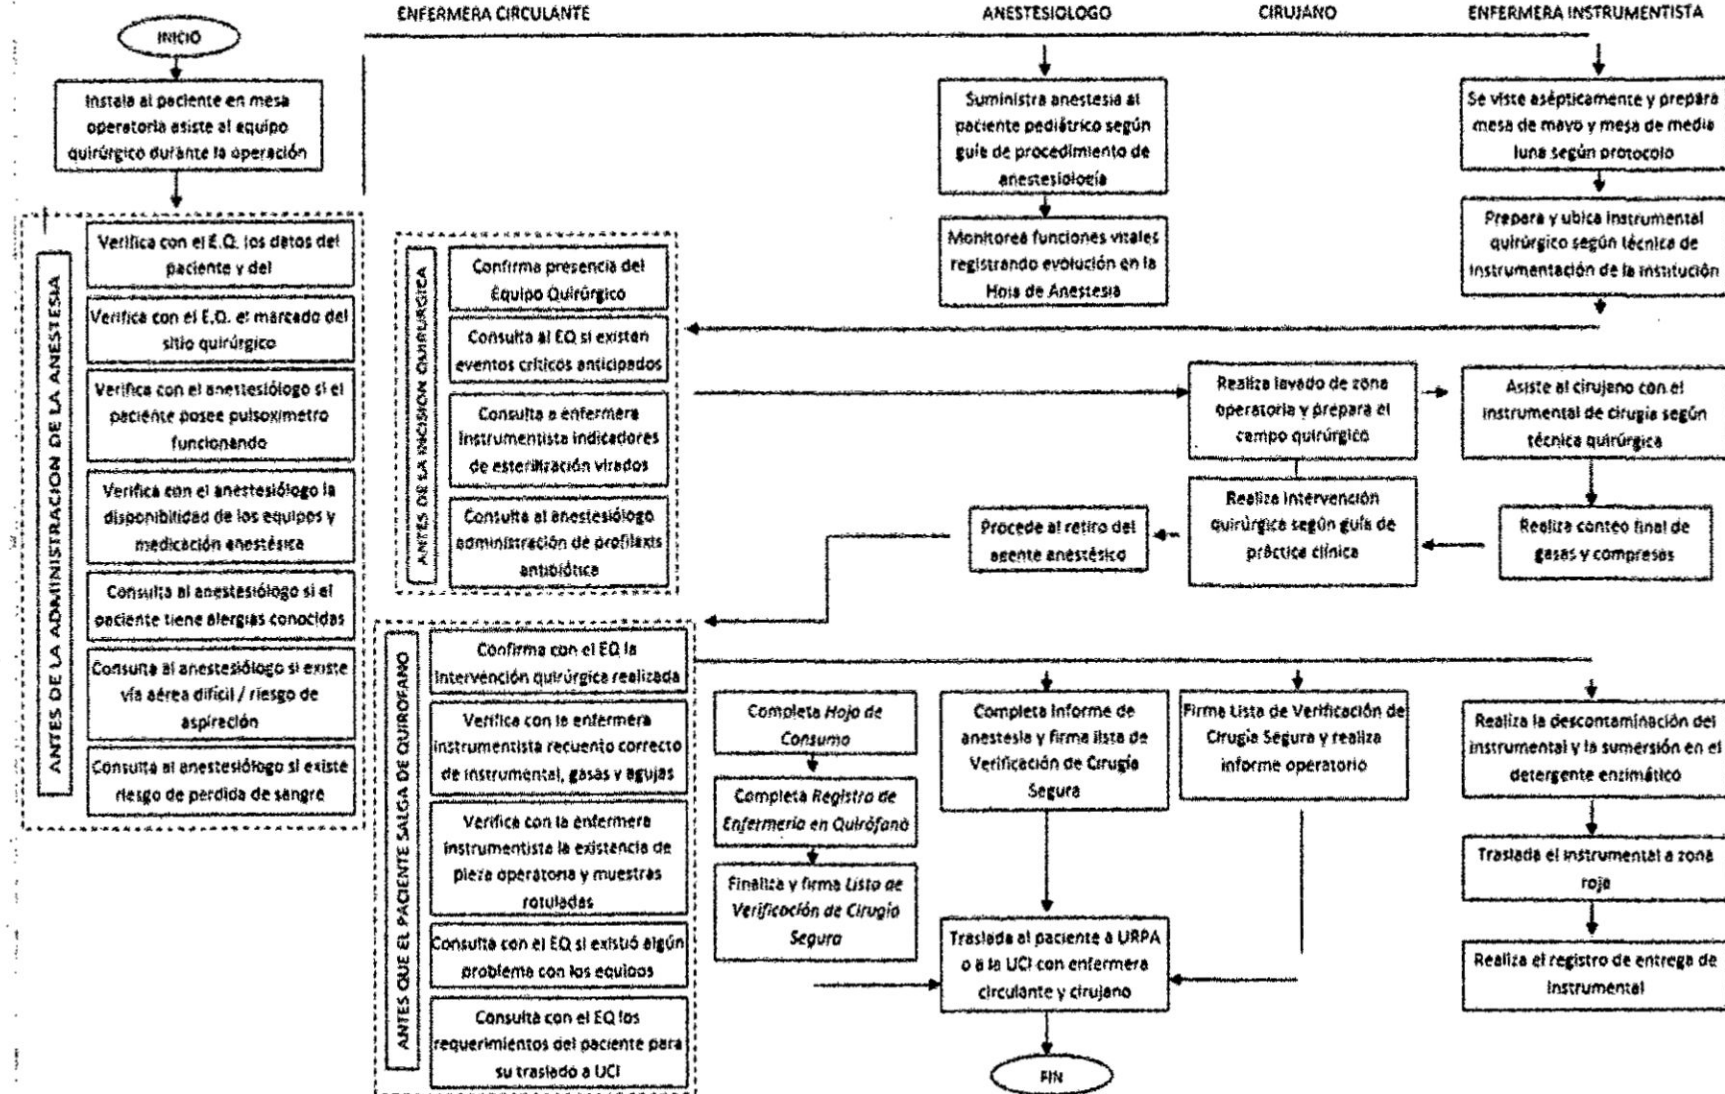 ENFERMERA CIRCULANTE
ANESTESIOLOGO
CIRUJANO
ENFERMERA INSTRUMENTISTA
INICIO
Instala al paciente en mesa
operatoria asiste al equipo
quirúrgico durante la operación
ANTES DE LA ADMINISTRACION DE LA ANESTESIA
Verifica con el E.Q. los datos del
paciente y del
Verifica con el E.Q. el marcado del
sitio quirúrgico
Verifica con el anestesiólogo si el
paciente posee pulsoximetro
funcionando
Verifica con el anestesiólogo la
disponibilidad de los equipos y
medicación anestésica
Consulta al anestesiólogo si el
paciente tiene alergias conocidas
Consulta al anestesiólogo si existe
vía aérea difícil / riesgo de
aspiración
Consulta al anestesiólogo si existe
riesgo de perdida de sangre
ANTES DE LA INCISION QUIRURGICA
Confirma presencia del
Equipo Quirúrgico
Consulta al EQ si existen
eventos críticos anticipados
Consulta a enfermera
instrumentista indicadores
de esterilización virados
Consulta al anestesiólogo
administración de profilaxis
antibiótica
Suministra anestesia al
paciente pediátrico según
guía de procedimiento de
anestesiología
Monitorea funciones vitales
registrando evolución en la
Hoja de Anestesia
Se viste asépticamente y prepara
mesa de mayo y mesa de media
luna según protocolo
Prepara y ubica instrumental
quirúrgico según técnica de
instrumentación de la institución
Realiza lavado de zona
operatoria y prepara el
campo quirúrgico
Asiste al cirujano con el
instrumental de cirugía según
técnica quirúrgica
Procede al retiro del
agente anestésico
Realiza intervención
quirúrgica según guía de
práctica clínica
Realiza conteo final de
gasas y compresas
ANTES QUE EL PACIENTE SALGA DE QUIROFANO
Confirma con el EQ la
intervención quirúrgica realizada
Verifica con la enfermera
instrumentista recuento correcto
de instrumental, gasas y agujas
Verifica con la enfermera
instrumentista la existencia de
pieza operatoria y muestras
rotuladas
Consulta con el EQ si existió algún
problema con los equipos
Consulta con el EQ los
requerimientos del paciente para
su traslado a UCI
Completa Hoja de
Consumo
Completa Registro de
Enfermería en Quirófano
Finaliza y firma Lista de
Verificación de Cirugía
Segura
Completa informe de
anestesia y firma lista de
Verificación de Cirugía
Segura
Firma Lista de Verificación de
Cirugía Segura y realiza
informe operatorio
Realiza la descontaminación del
instrumental y la sumersión en el
detergente enzimático
Traslada el instrumental a zona
roja
Realiza el registro de entrega de
instrumental
Traslada al paciente a URPA
o a la UCI con enfermera
circulante y cirujano
FIN